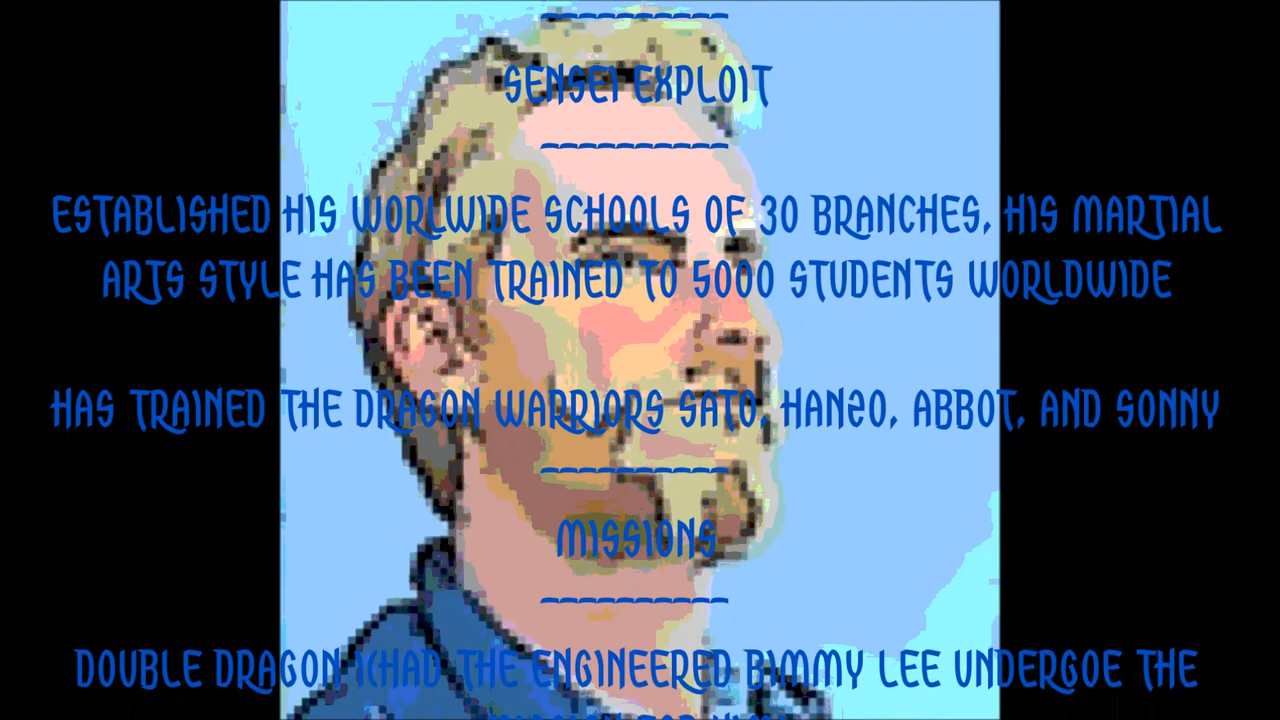 ----------
SENSEI EXPLOIT
----------
ESTABLISHED HIS WORLWIDE SCHOOLS OF 30 BRANCHES, HIS MARTIAL
ARTS STYLE HAS BEEN TRAINED TO 5000 STUDENTS WORLDWIDE
HAS TRAINED THE DRAGON WARRIORS SATO, HANZO, ABBOT, AND SONNY
----------
MISSIONS
----------
DOUBLE DRAGON 1(HAD THE ENGINEERED BIMMY LEE UNDERGOE THE